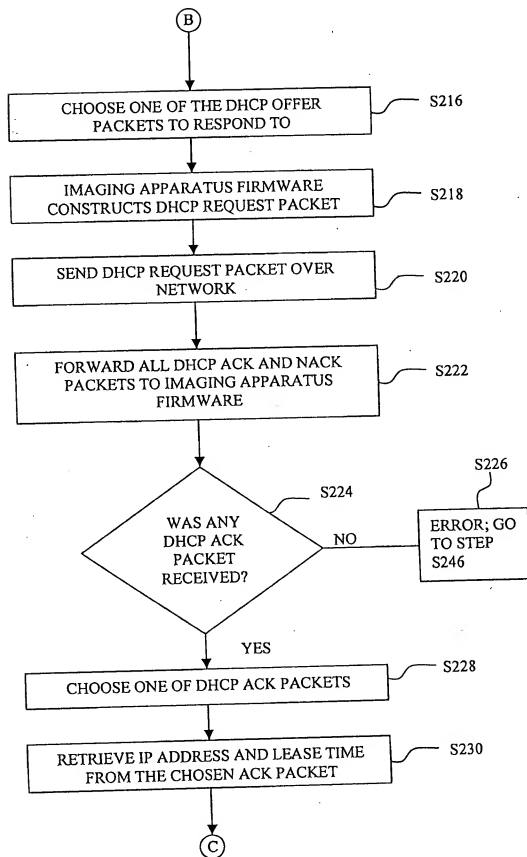 B
CHOOSE ONE OF THE DHCP OFFER
PACKETS TO RESPOND TO
S216
IMAGING APPARATUS FIRMWARE
CONSTRUCTS DHCP REQUEST PACKET
S218
SEND DHCP REQUEST PACKET OVER
NETWORK
S220
FORWARD ALL DHCP ACK AND NACK
PACKETS TO IMAGING APPARATUS
FIRMWARE
S222
S224
WAS ANY
DHCP ACK
PACKET
RECEIVED?
NO
S226
ERROR; GO
TO STEP
S246
YES
CHOOSE ONE OF DHCP ACK PACKETS
S228
RETRIEVE IP ADDRESS AND LEASE TIME
FROM THE CHOSEN ACK PACKET
S230
C